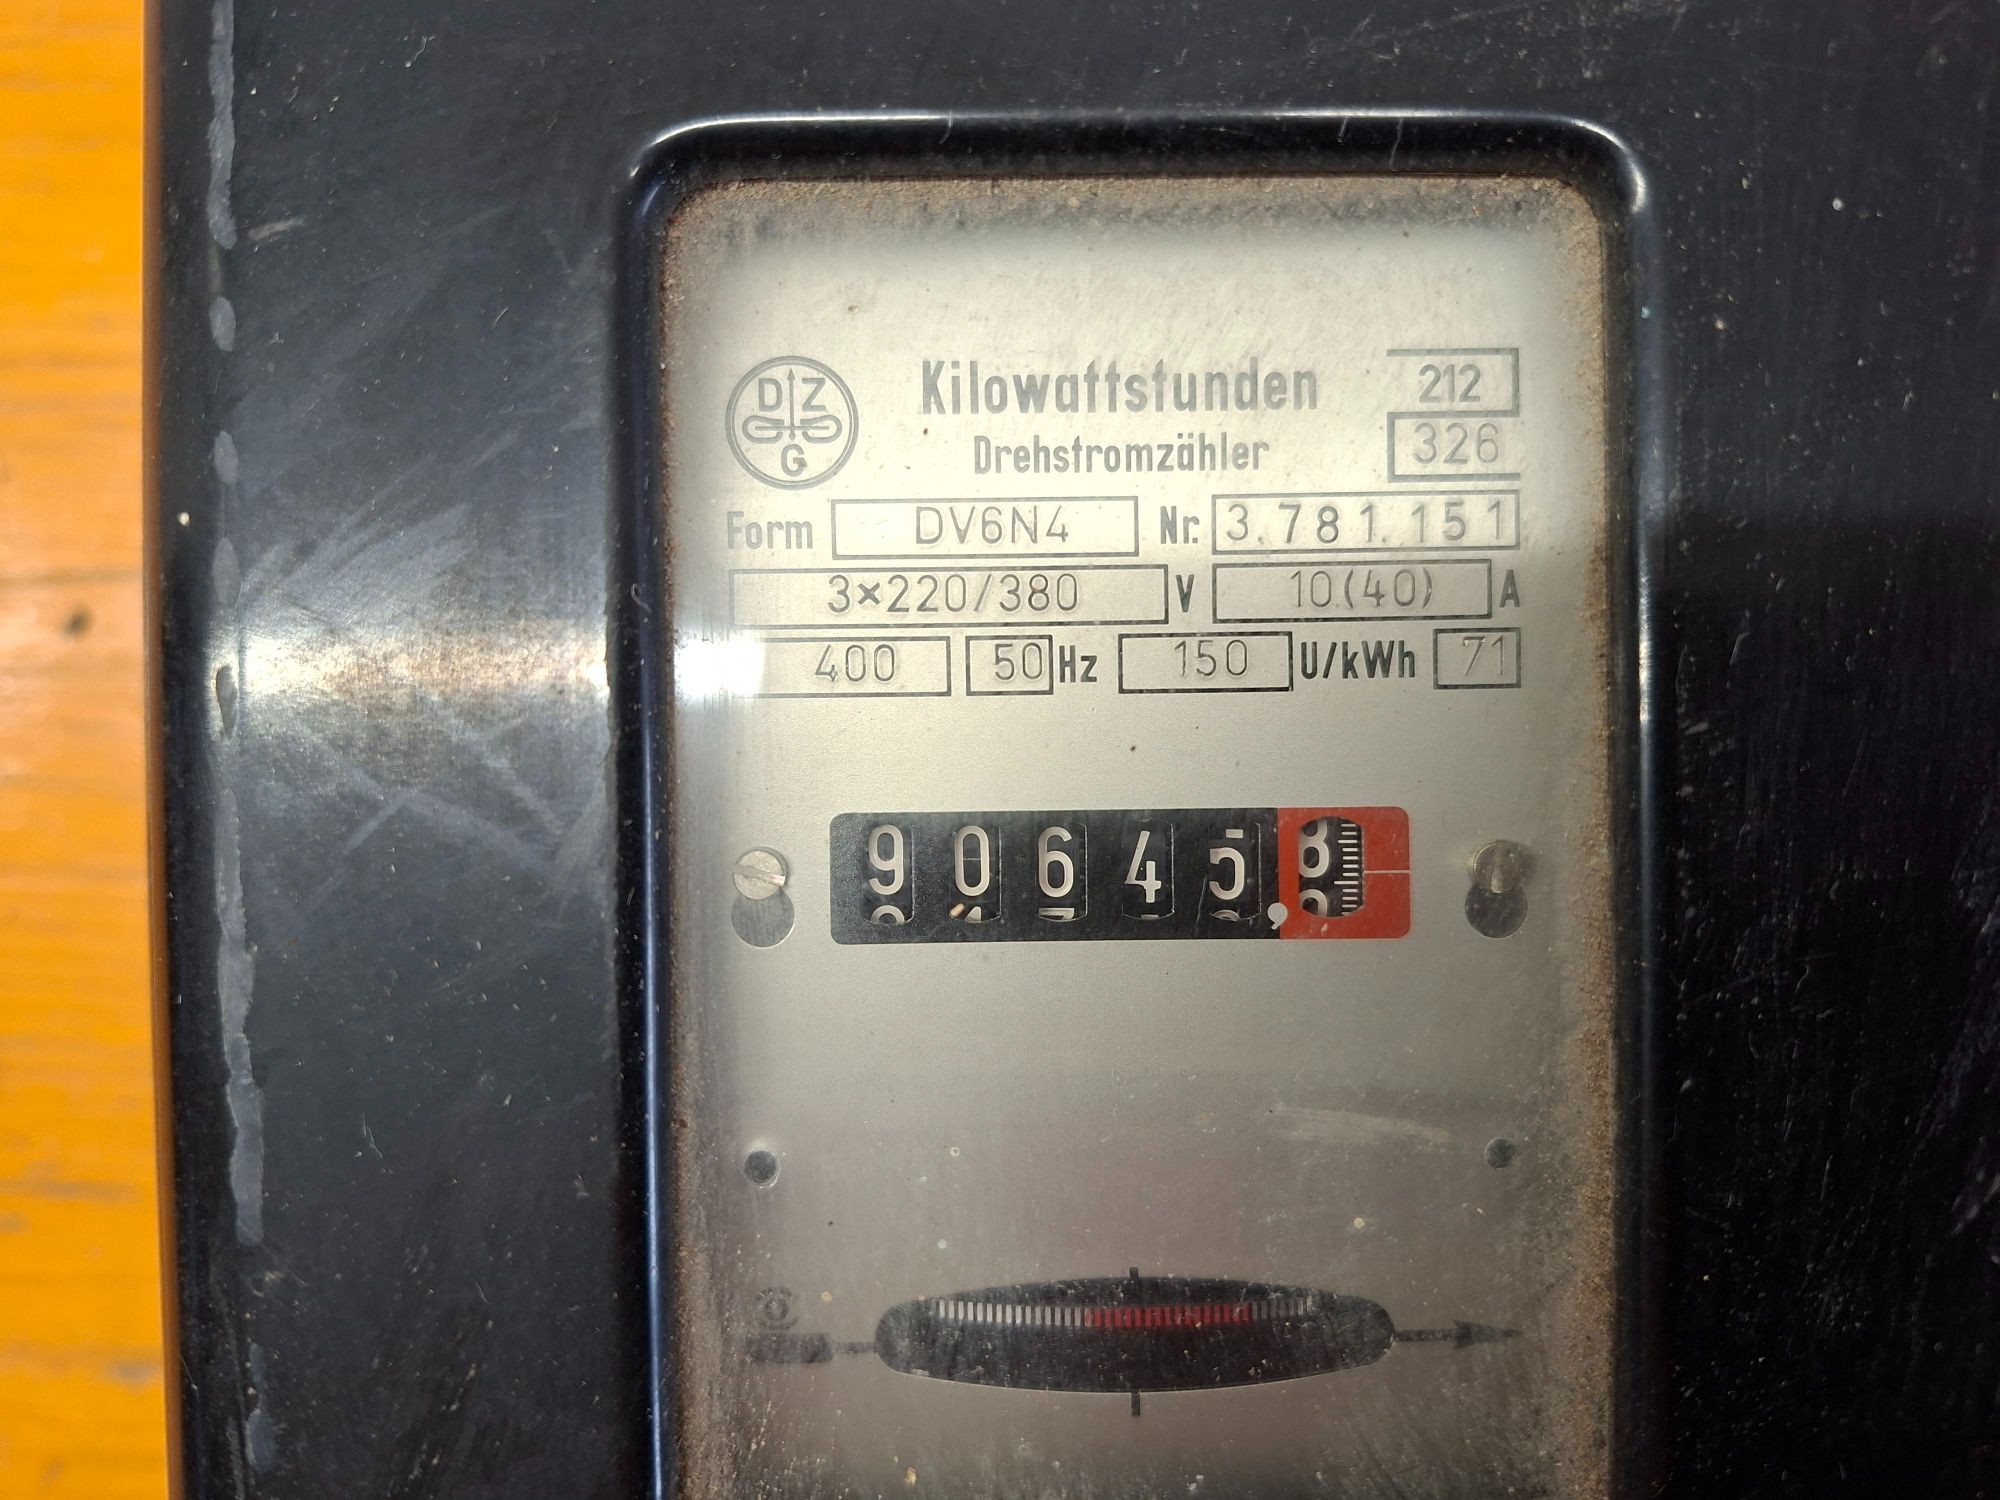 D Z
G
Kilowattstunden
212
Drehstromzähler
326
Form DV6N4 Nr. 3.781.151
3×220/380 V 10(40) A
400 50 Hz 150 U/kWh 71
90645,8